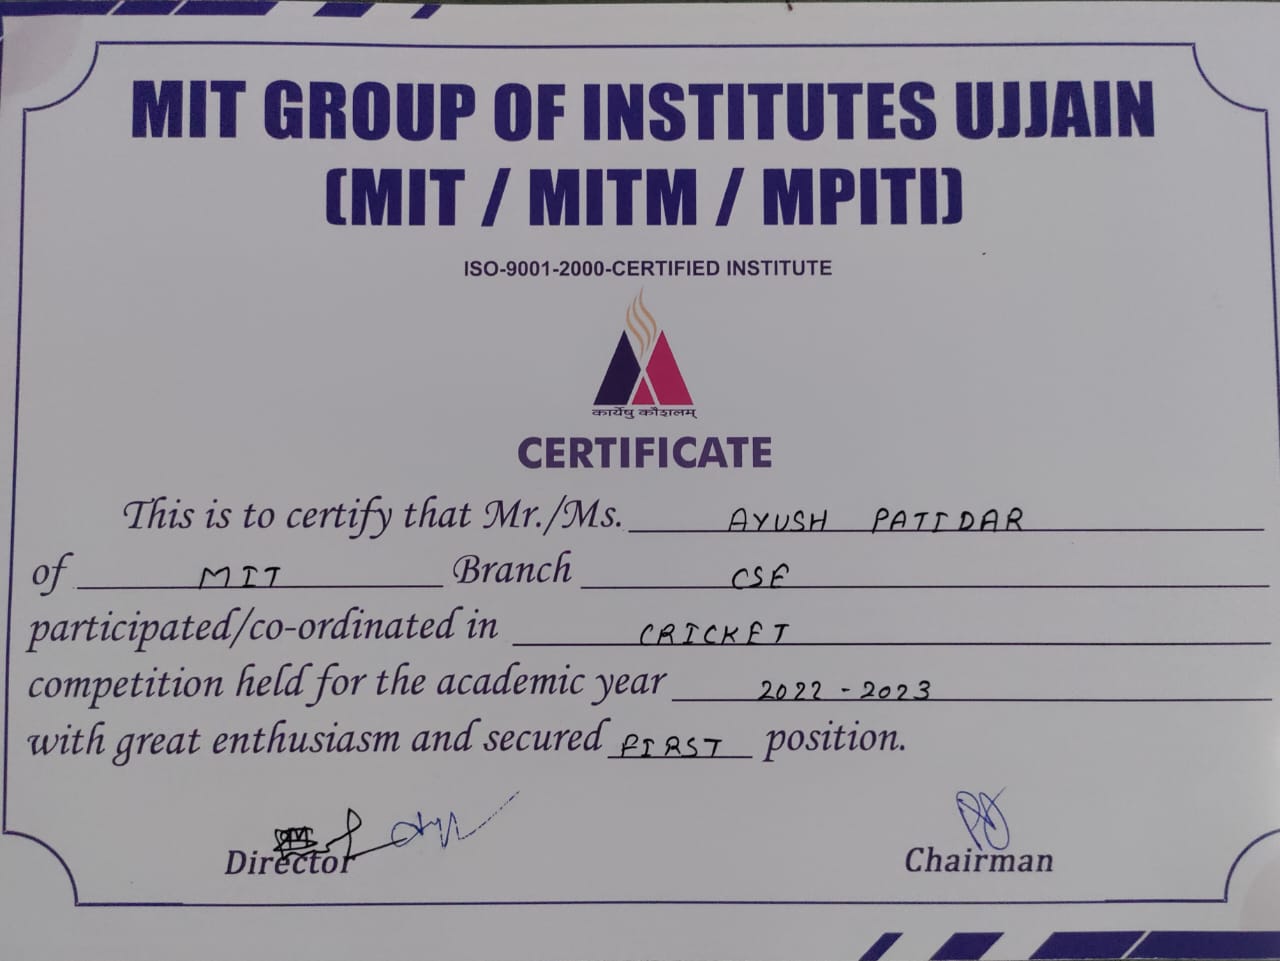 MIT GROUP OF INSTITUTES UJJAIN
(MIT / MITM / MPITI)
ISO-9001-2000-CERTIFIED INSTITUTE
कार्येषु कौशलम्
CERTIFICATE
This is to certify that Mr./Ms. AYUSH PATIDAR
of MIT Branch CSE
participated/co-ordinated in CRICKET
competition held for the academic year 2022 - 2023
with great enthusiasm and secured FIRST position.
Director Chairman